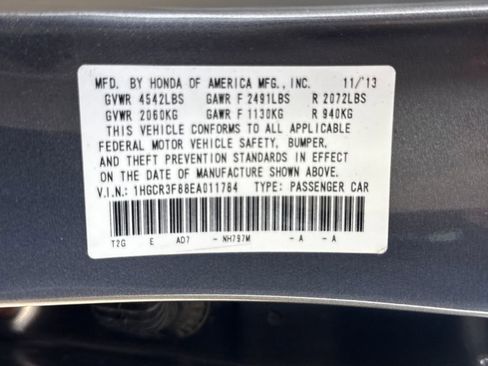 MFD. BY HONDA OF AMERICA MFG., INC. 11/'13
GVWR 4542LBS GAWR F 2491LBS R 2072LBS
GVWR 2060KG GAWR F 1130KG R 940KG
THIS VEHICLE CONFORMS TO ALL APPLICABLE
FEDERAL MOTOR VEHICLE SAFETY, BUMPER,
AND THEFT PREVENTION STANDARDS IN EFFECT
ON THE DATE OF MANUFACTURE SHOWN ABOVE.
V.I.N.: 1HGCR3F88EA011784 TYPE: PASSENGER CAR
T2G E AD7 - NH797M - A - A